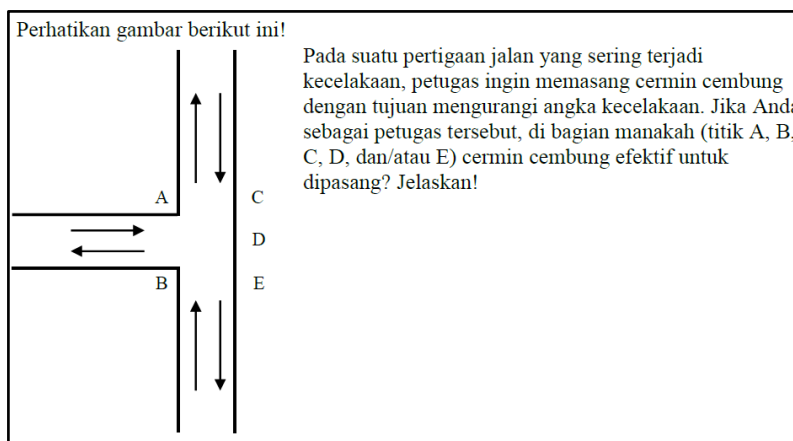 Perhatikan gambar berikut ini!
Pada suatu pertigaan jalan yang sering terjadi
kecelakaan, petugas ingin memasang cermin cembung
dengan tujuan mengurangi angka kecelakaan. Jika Anda
sebagai petugas tersebut, di bagian manakah (titik A, B,
C, D, dan/atau E) cermin cembung efektif untuk
dipasang? Jelaskan!
A
C
D
B
E